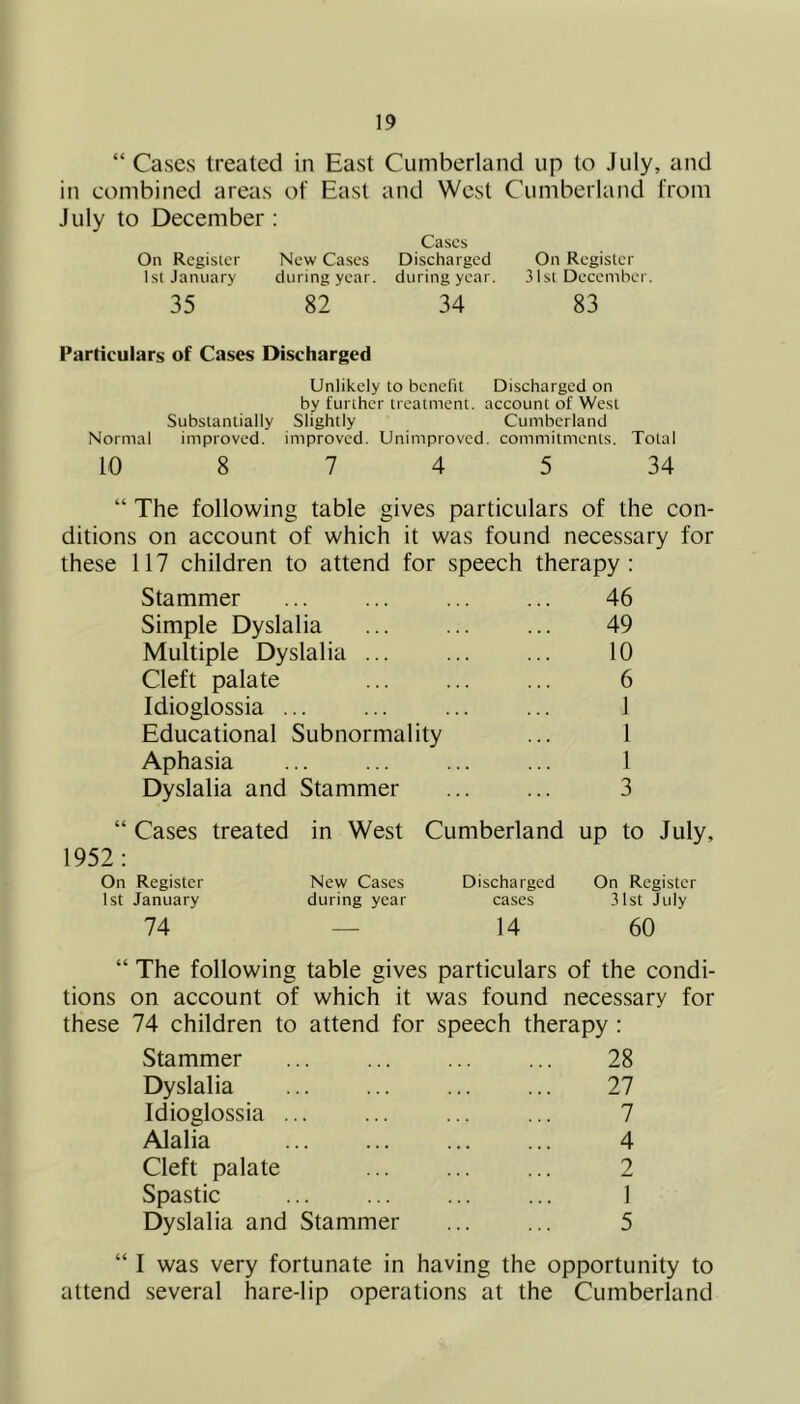 19
“ Cases treated in East Cumberland up to July, and
in combined areas of East and West Cumberland from
July to December :
Cases
On Register New Cases Discharged On Register
1st January during year. during year. 31st December.
35 82 34 83
Particulars of Cases Discharged
Unlikely to benefit Discharged on
by further treatment. account of West
Substantially Slightly Cumberland
Normal improved. improved. Unimproved. commitments. Total
10 8 7 4 5 34
“ The following table gives particulars of the con-
ditions on account of which it was found necessary for
these 117 children to attend for speech therapy :
Stammer ... ... ... ... 46
Simple Dyslalia ... ... ... 49
Multiple Dyslalia ... ... ... 10
Cleft palate ... ... ... 6
Idioglossia ... ... ... ... 1
Educational Subnormality ... 1
Aphasia ... ... ... ... 1
Dyslalia and Stammer ... ... 3
“ Cases treated in West Cumberland up to July,
1952 :
On Register New Cases Discharged On Register
1st January during year cases 31st July
74 — 14 60
“ The following table gives particulars of the condi-
tions on account of which it was found necessary for
these 74 children to attend for speech therapy :
Stammer ... ... ... ... 28
Dyslalia ... ... ... ... 27
Idioglossia ... ... ... ... 7
Alalia ... ... ... ... 4
Cleft palate ... ... ... 2
Spastic ... ... ... ... 1
Dyslalia and Stammer ... ... 5
“ I was very fortunate in having the opportunity to
attend several hare-lip operations at the Cumberland